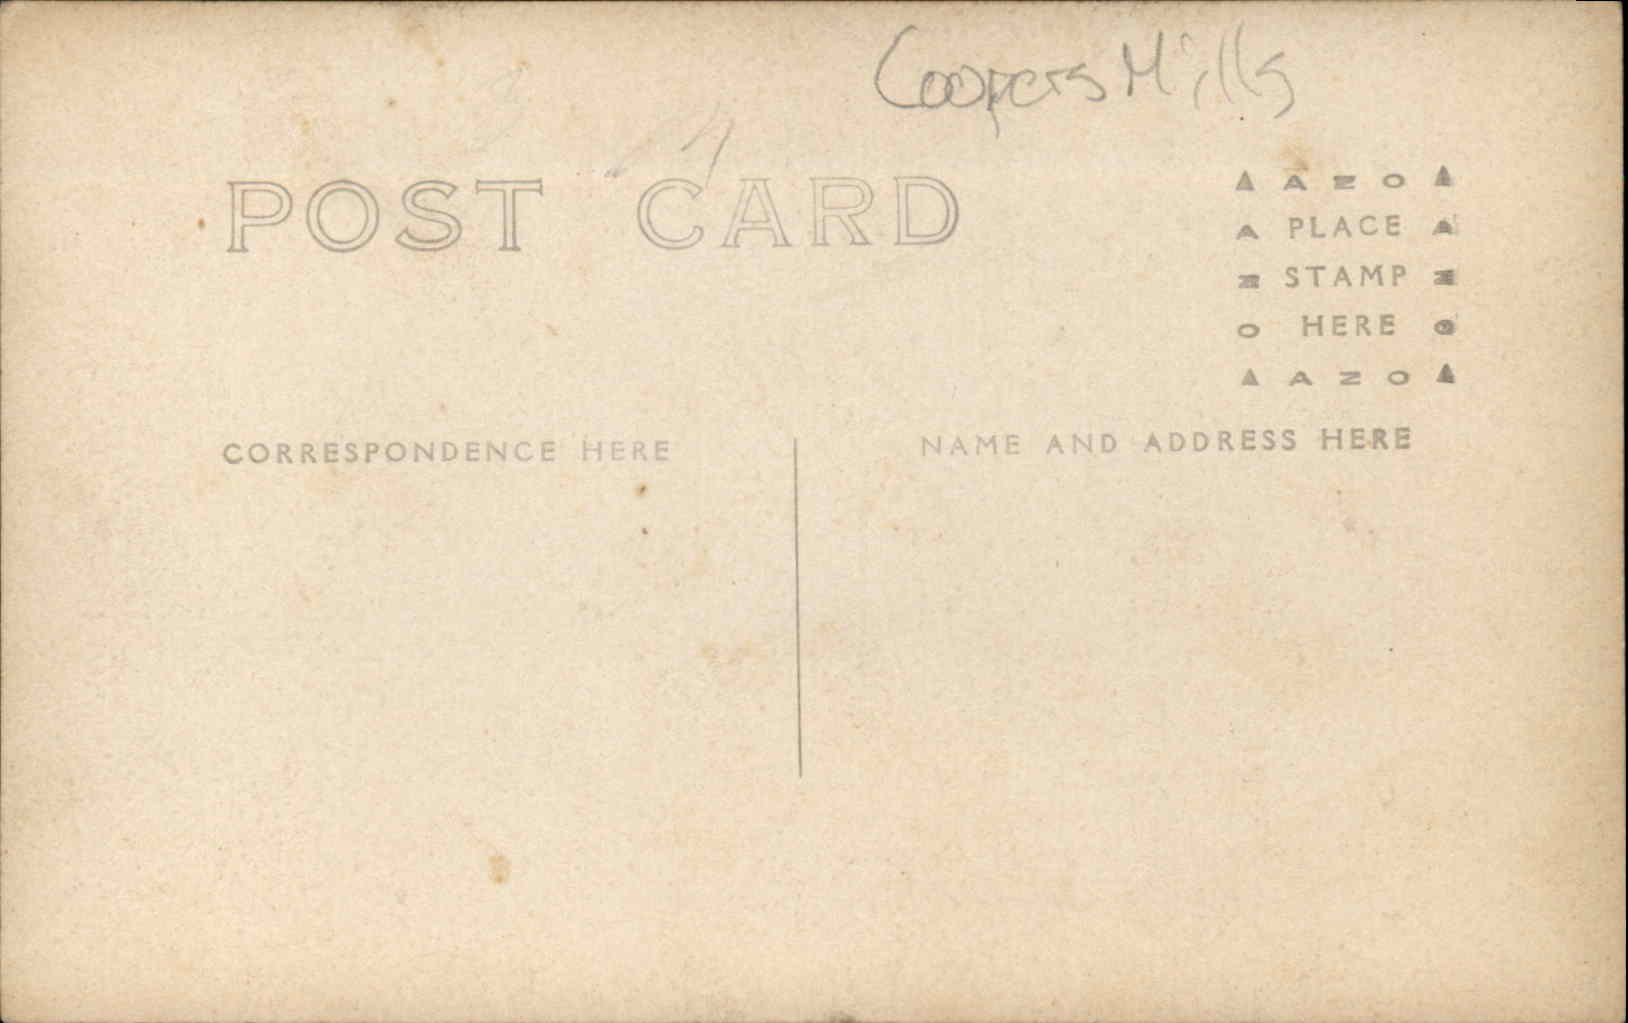 Coopers Mills
POST CARD
▲ A Z O ▲
A PLACE A
Z STAMP Z
O HERE O
▲ A Z O ▲
CORRESPONDENCE HERE
NAME AND ADDRESS HERE